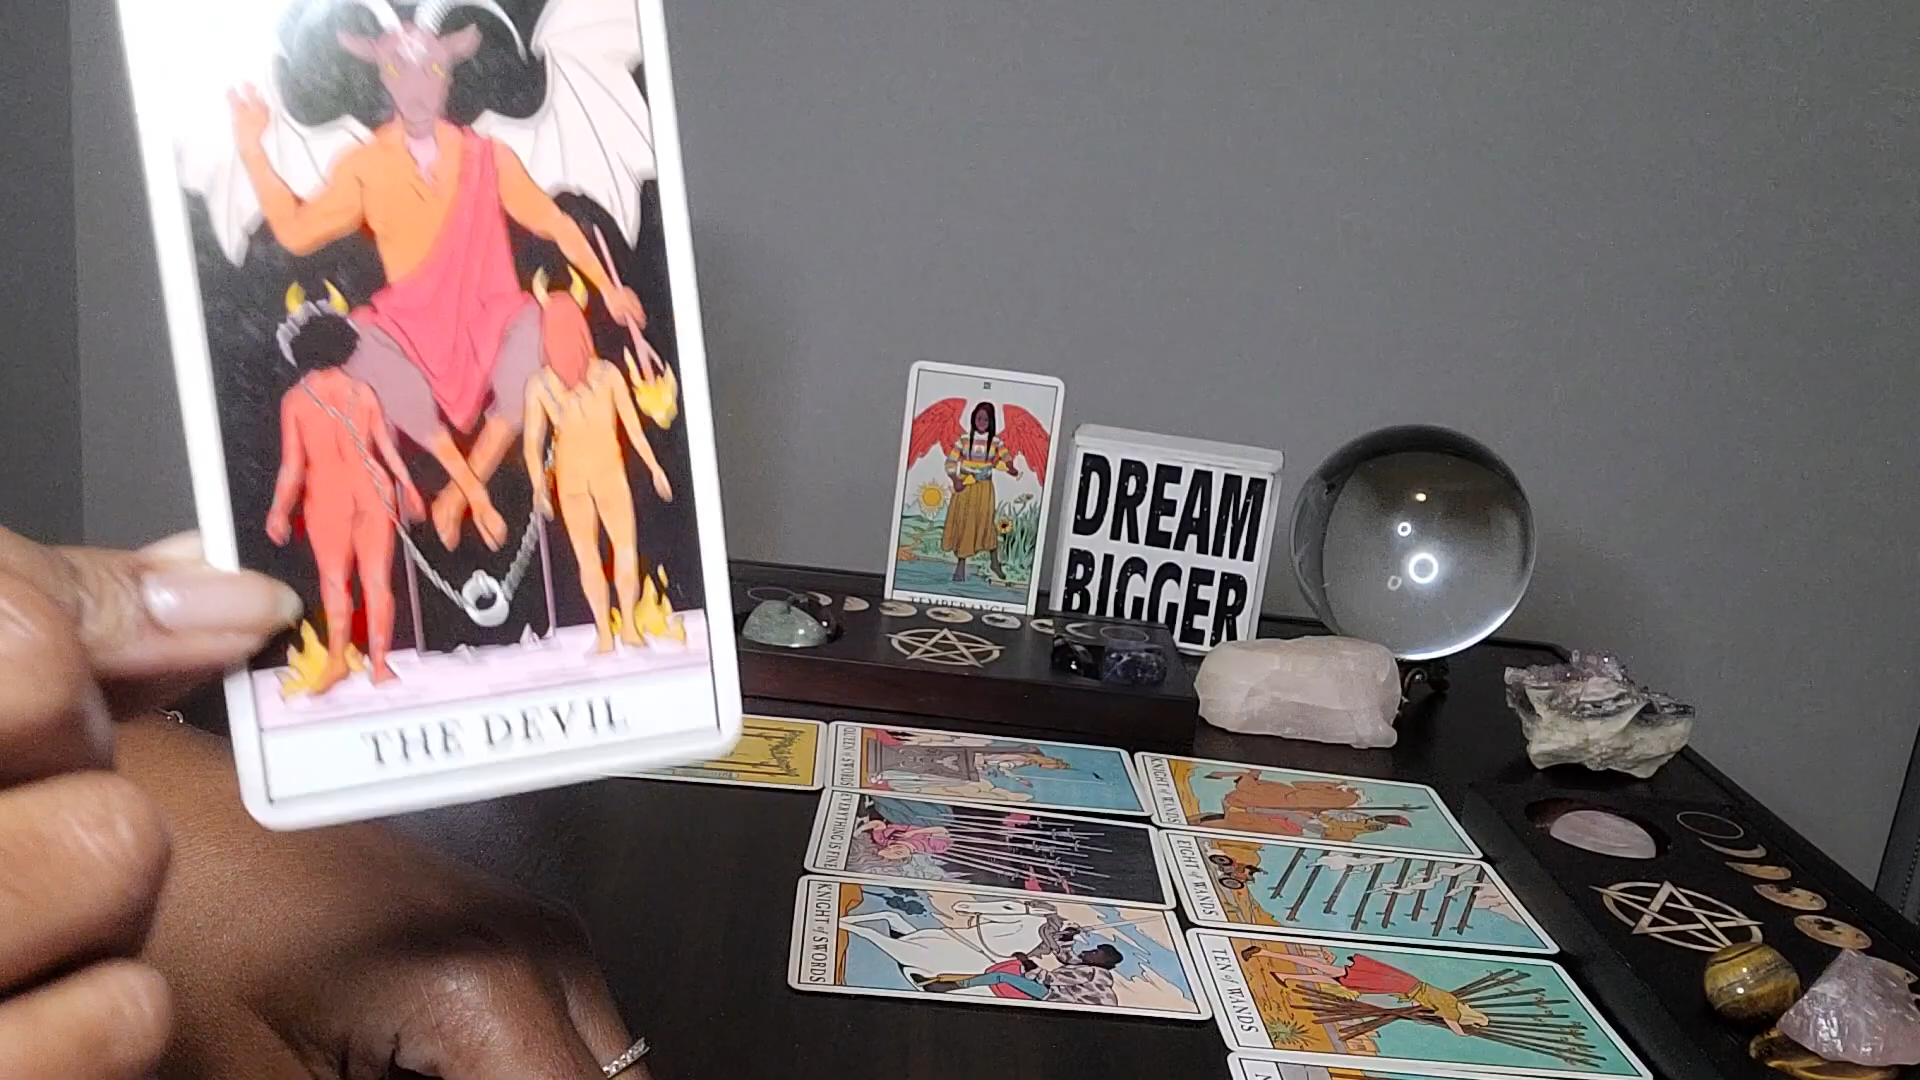 THE DEVIL
TEMPERANCE
DREAM
BIGGER
QUEEN of SWORDS
EVERYTHING IS FINE
KNIGHT of SWORDS
KNIGHT of WANDS
EIGHT of WANDS
TEN of WANDS